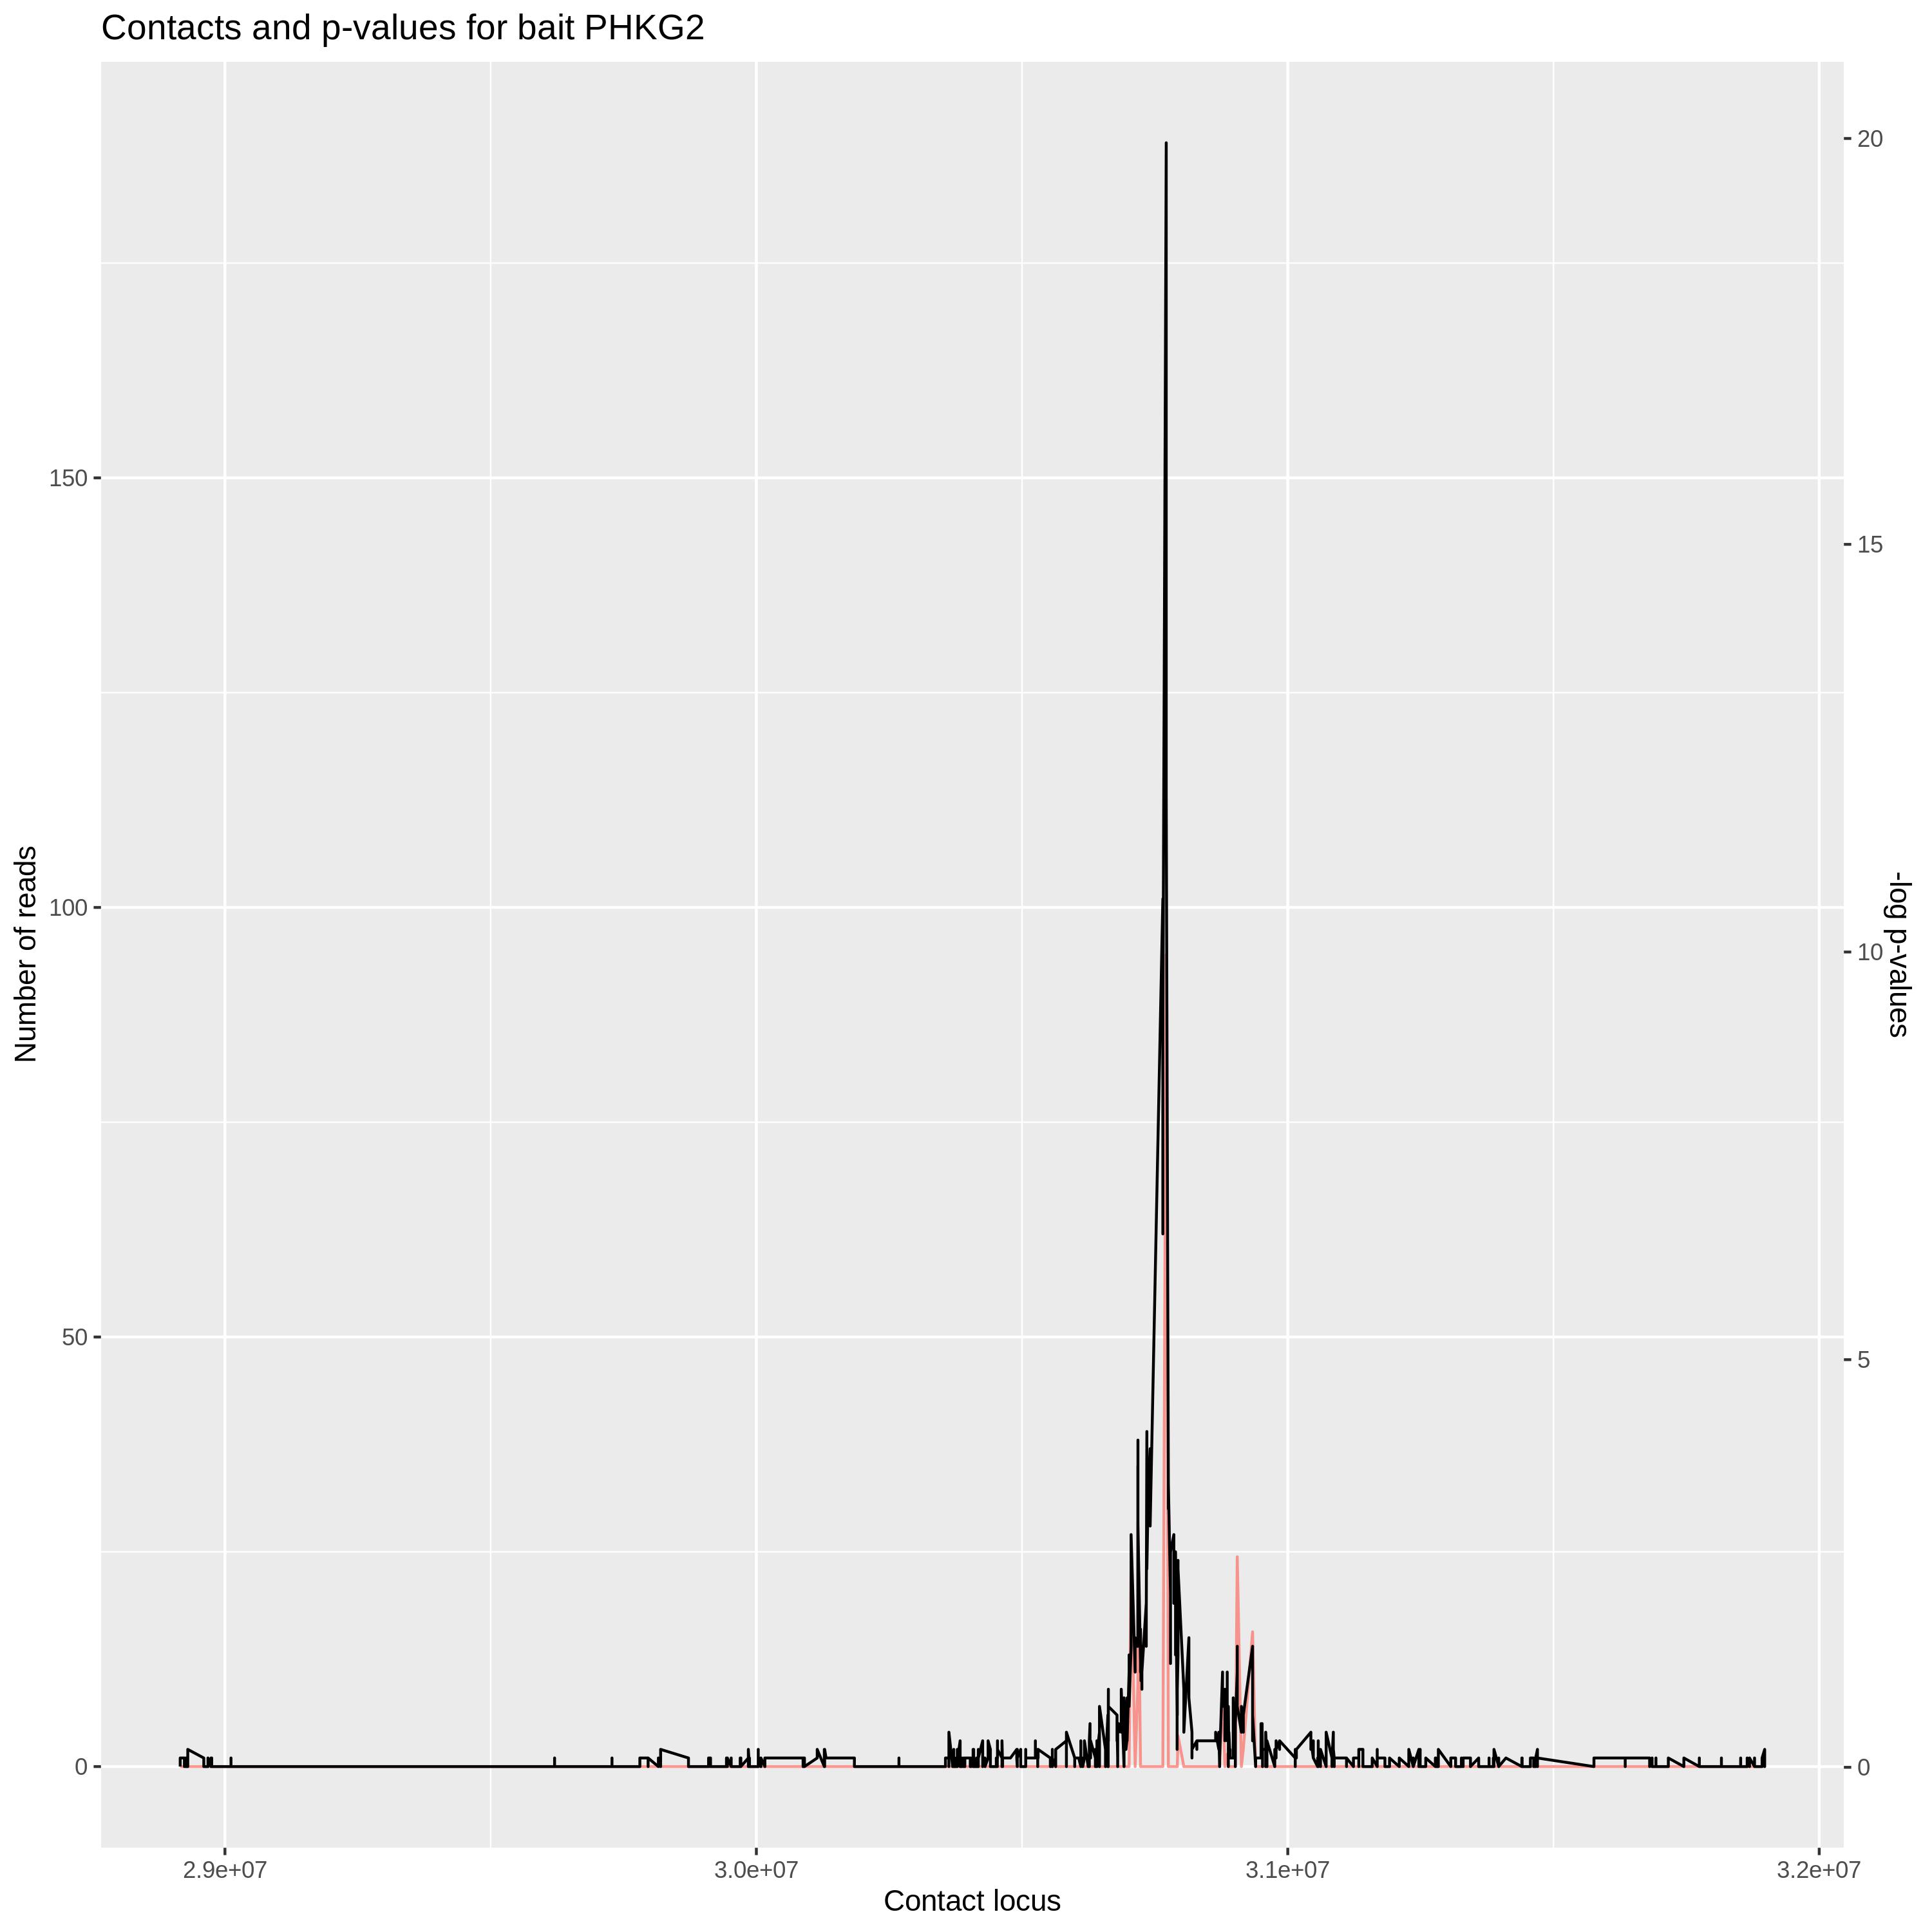 Contacts and p-values for bait PHKG2
Number of reads
150
100
50
0
20
15
10
5
0
-log p-values
2.9e+07 3.0e+07 3.1e+07 3.2e+07
Contact locus